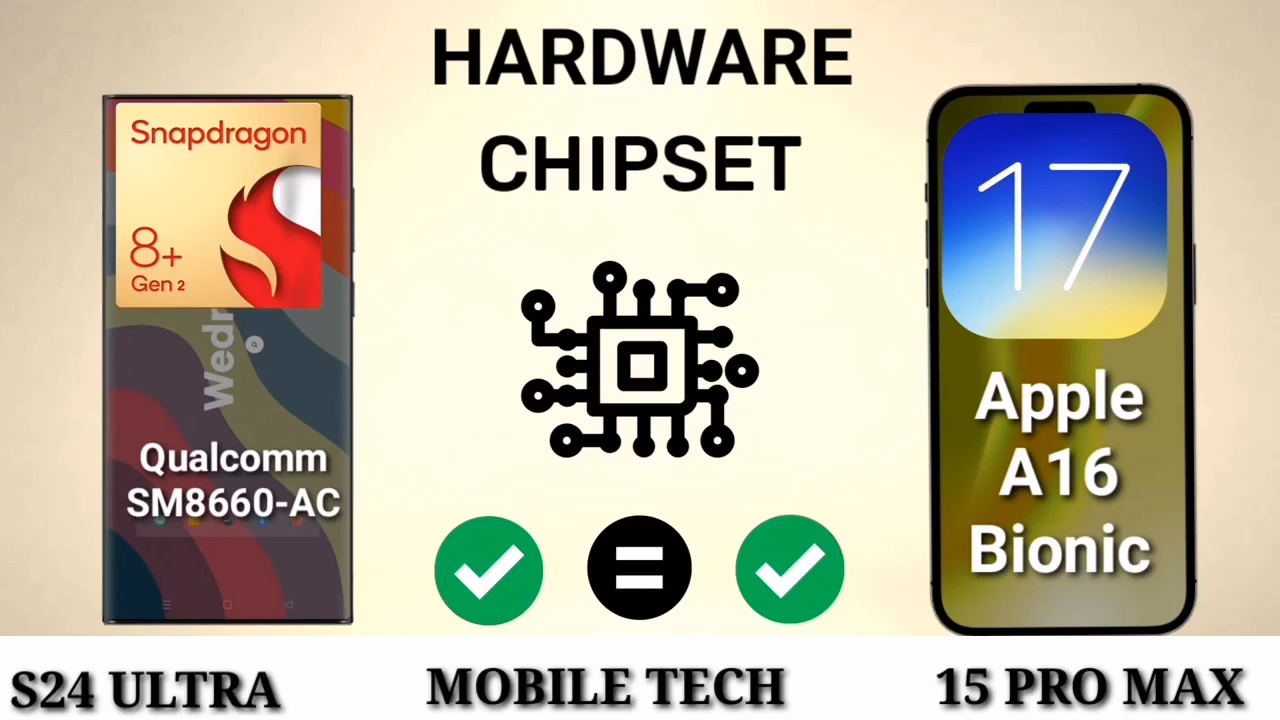 HARDWARE
CHIPSET
Snapdragon
8+
Gen 2
Wedn
Qualcomm
SM8660-AC
17
Apple
A16
Bionic
S24 ULTRA
MOBILE TECH
15 PRO MAX